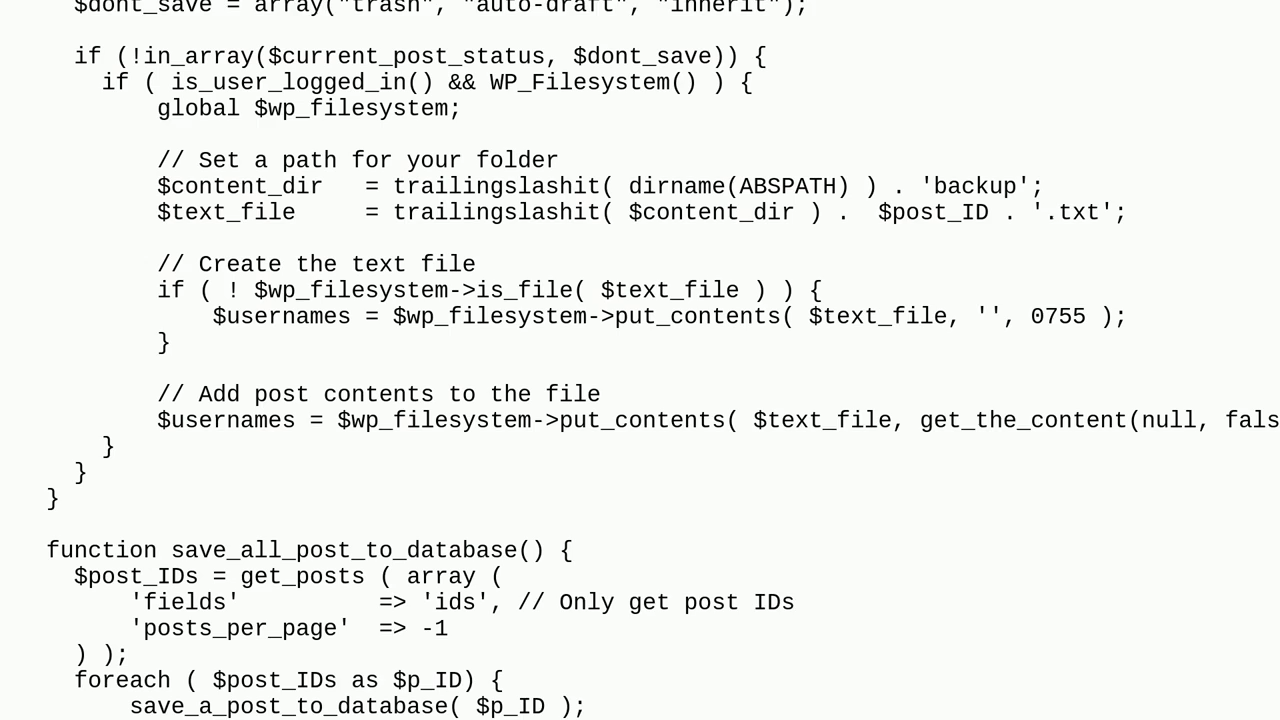 $dont_save = array("trash", "auto-draft", "inherit");
if (!in_array($current_post_status, $dont_save)) {
if ( is_user_logged_in() && WP_Filesystem() ) {
global $wp_filesystem;
// Set a path for your folder
$content_dir   = trailingslashit( dirname(ABSPATH) ) . 'backup';
$text_file     = trailingslashit( $content_dir ) .  $post_ID . '.txt';
// Create the text file
if ( ! $wp_filesystem->is_file( $text_file ) ) {
$usernames = $wp_filesystem->put_contents( $text_file, '', 0755 );
}
// Add post contents to the file
$usernames = $wp_filesystem->put_contents( $text_file, get_the_content(null, fals
}
}
}
function save_all_post_to_database() {
$post_IDs = get_posts ( array (
'fields'          => 'ids', // Only get post IDs
'posts_per_page'  => -1
) );
foreach ( $post_IDs as $p_ID) {
save_a_post_to_database( $p_ID );